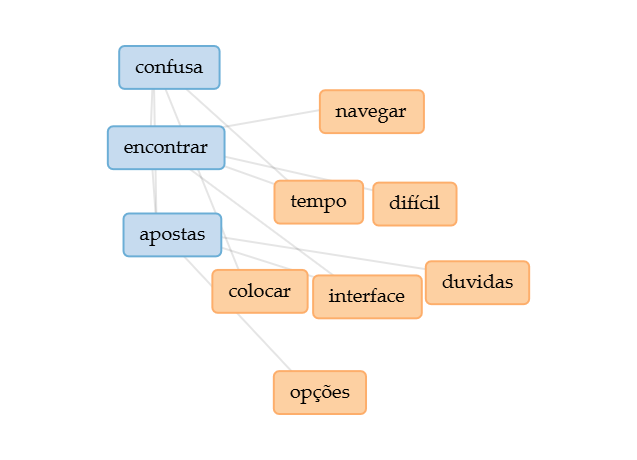 confusa
navegar
encontrar
tempo
difícil
apostas
colocar
interface
duvidas
opções